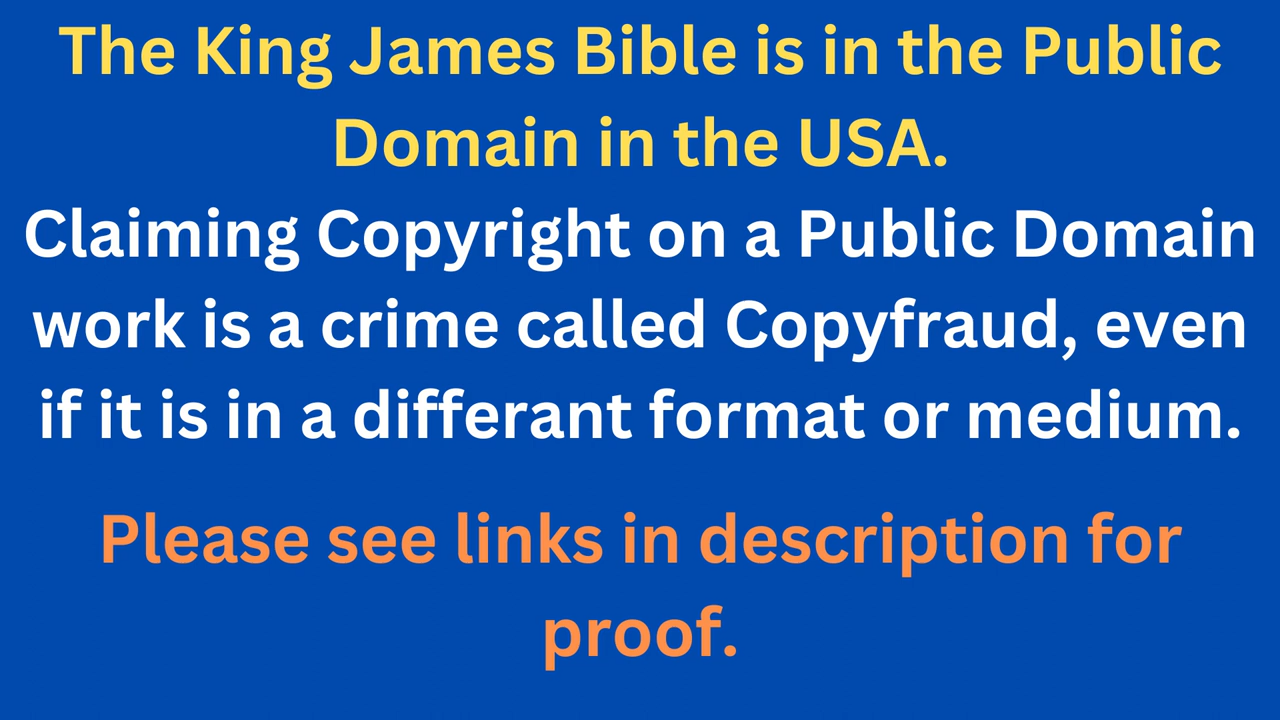 The King James Bible is in the Public
Domain in the USA.
Claiming Copyright on a Public Domain
work is a crime called Copyfraud, even
if it is in a differant format or medium.
Please see links in description for
proof.